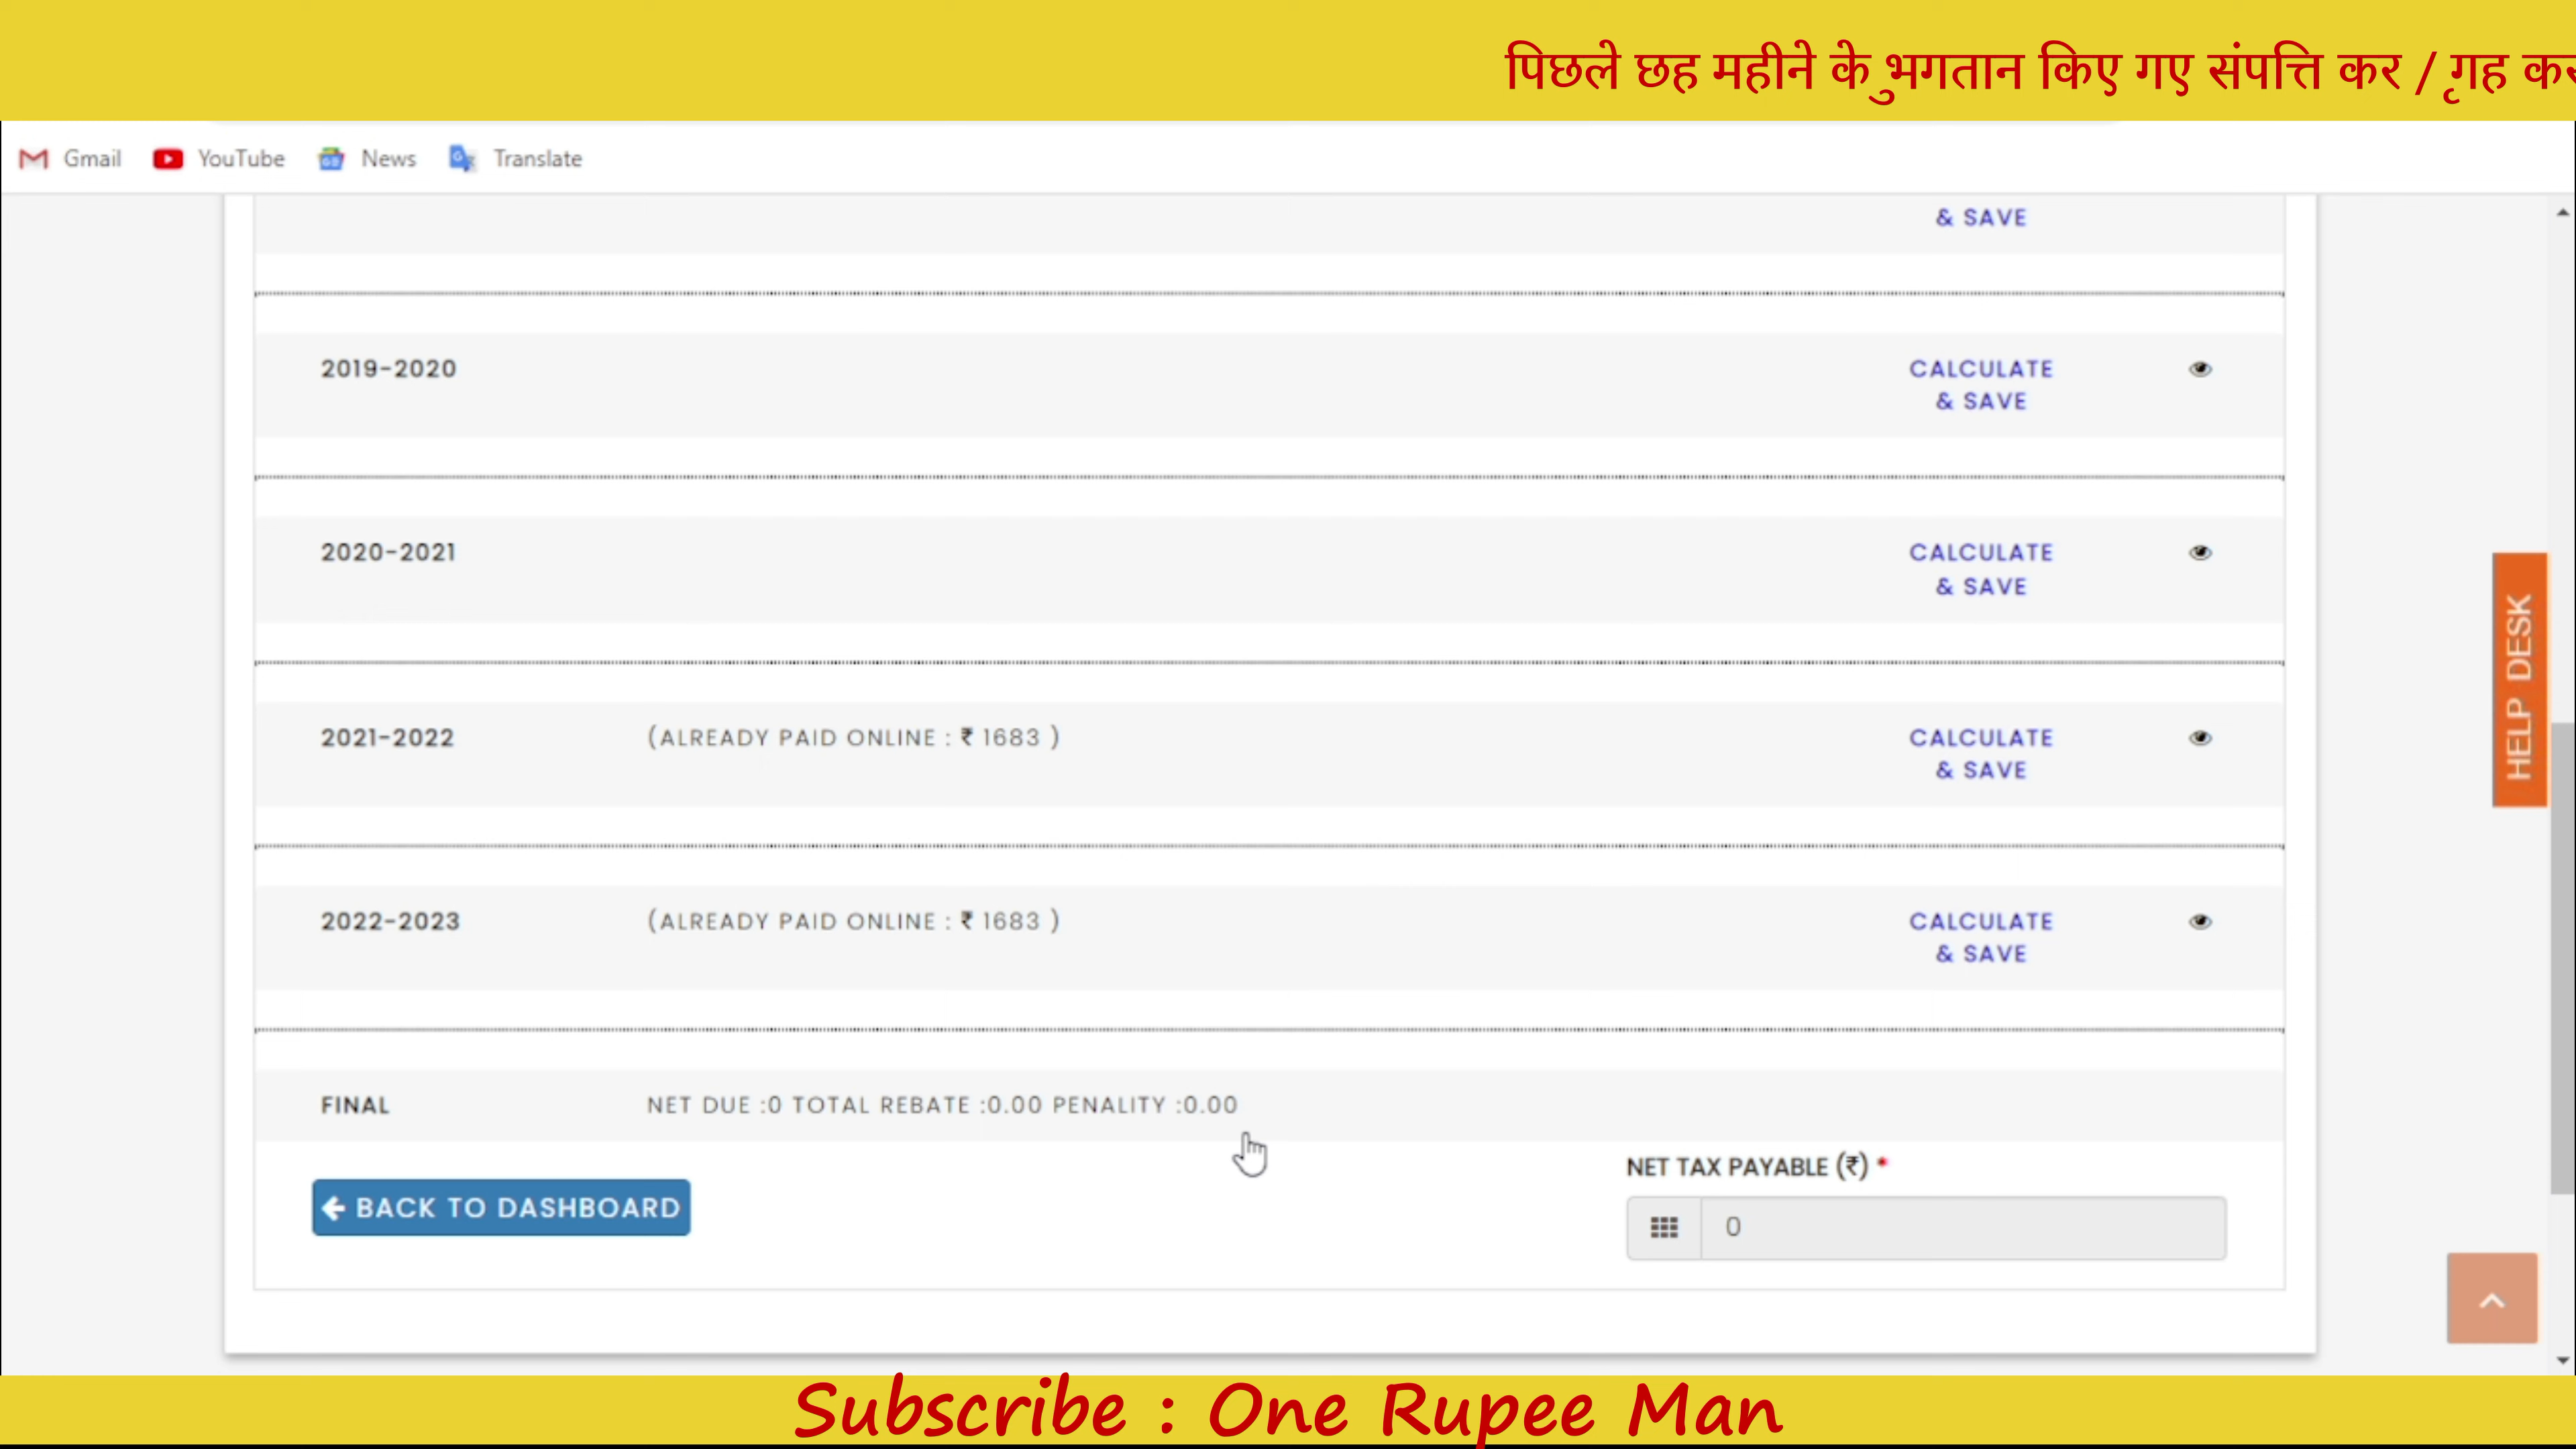 पिछले छह महीने के भुगतान किए गए संपत्ति कर / गृह
Gmail YouTube News Translate
& SAVE
2019-2020 CALCULATE
& SAVE
2020-2021 CALCULATE
& SAVE
2021-2022 (ALREADY PAID ONLINE : ₹ 1683 ) CALCULATE
& SAVE
2022-2023 (ALREADY PAID ONLINE : ₹ 1683 ) CALCULATE
& SAVE
FINAL NET DUE :0 TOTAL REBATE :0.00 PENALITY :0.00
NET TAX PAYABLE (₹) *
BACK TO DASHBOARD
0
HELP DESK
Subscribe : One Rupee Man